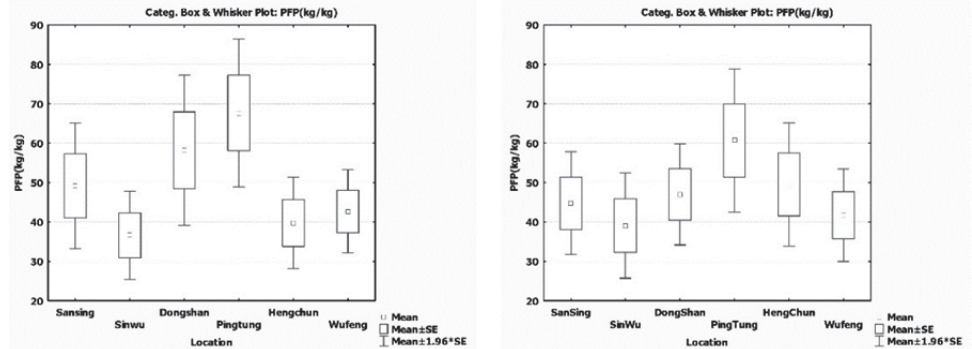 Categ. Box & Whisker Plot: PFP(kg/kg)
90
80
70
60
50
40
30
20
PFP(kg/kg)
Sansing
Sinwu
Dongshan
Pingtung
Hengchun
Wufeng
Location
Mean
Mean±SE
Mean±1.96*SE
Categ. Box & Whisker Plot: PFP(kg/kg)
90
80
70
60
50
40
30
20
PFP(kg/kg)
SanSing
SinWu
DongShan
PingTung
HengChun
Wufeng
Location
Mean
Mean±SE
Mean±1.96*SE